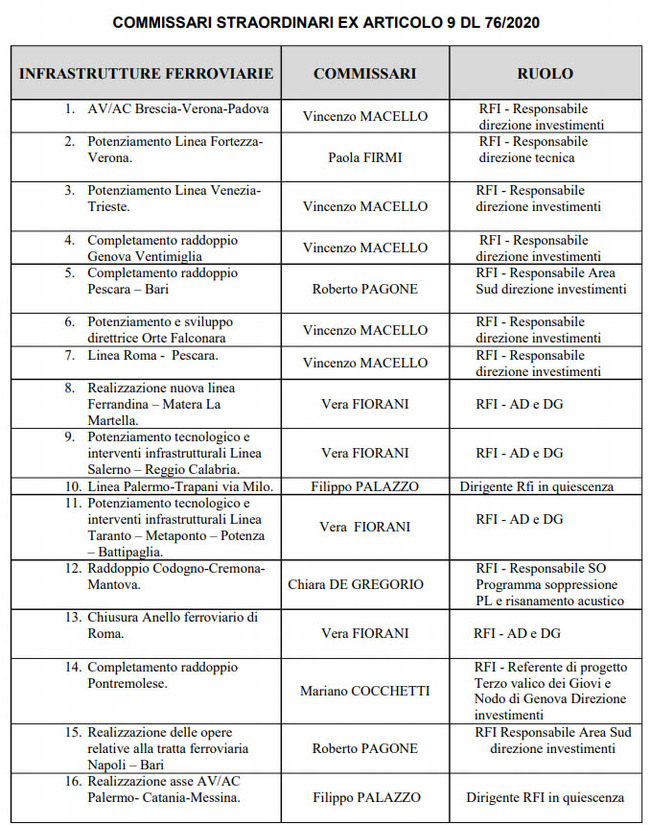 COMMISSARI STRAORDINARI EX ARTICOLO 9 DL 76/2020
INFRASTRUTTURE FERROVIARIE
COMMISSARI
RUOLO
1. AV/AC Brescia-Verona-Padova
Vincenzo MACELLO
RFI - Responsabile
direzione investimenti
2. Potenziamento Linea Fortezza-
Verona.
Paola FIRMI
RFI - Responsabile
direzione tecnica
3. Potenziamento Linea Venezia-
Trieste.
Vincenzo MACELLO
RFI - Responsabile
direzione investimenti
4. Completamento raddoppio
Genova Ventimiglia
Vincenzo MACELLO
RFI - Responsabile
direzione investimenti
5. Completamento raddoppio
Pescara – Bari
Roberto PAGONE
RFI - Responsabile Area
Sud direzione investimenti
6. Potenziamento e sviluppo
direttrice Orte Falconara
Vincenzo MACELLO
RFI - Responsabile
direzione investimenti
7. Linea Roma - Pescara.
Vincenzo MACELLO
RFI - Responsabile
direzione investimenti
8. Realizzazione nuova linea
Ferrandina – Matera La
Martella.
Vera FIORANI
RFI - AD e DG
9. Potenziamento tecnologico e
interventi infrastrutturali Linea
Salerno – Reggio Calabria.
Vera FIORANI
RFI - AD e DG
10. Linea Palermo-Trapani via Milo.
Filippo PALAZZO
Dirigente Rfi in quiescenza
11. Potenziamento tecnologico e
interventi infrastrutturali Linea
Taranto – Metaponto – Potenza
– Battipaglia.
Vera FIORANI
RFI - AD e DG
12. Raddoppio Codogno-Cremona-
Mantova.
Chiara DE GREGORIO
RFI - Responsabile SO
Programma soppressione
PL e risanamento acustico
13. Chiusura Anello ferroviario di
Roma.
Vera FIORANI
RFI - AD e DG
14. Completamento raddoppio
Pontremolese.
Mariano COCCHETTI
RFI - Referente di progetto
Terzo valico dei Giovi e
Nodo di Genova Direzione
investimenti
15. Realizzazione delle opere
relative alla tratta ferroviaria
Napoli – Bari
Roberto PAGONE
RFI Responsabile Area Sud
direzione investimenti
16. Realizzazione asse AV/AC
Palermo- Catania-Messina.
Filippo PALAZZO
Dirigente RFI in quiescenza